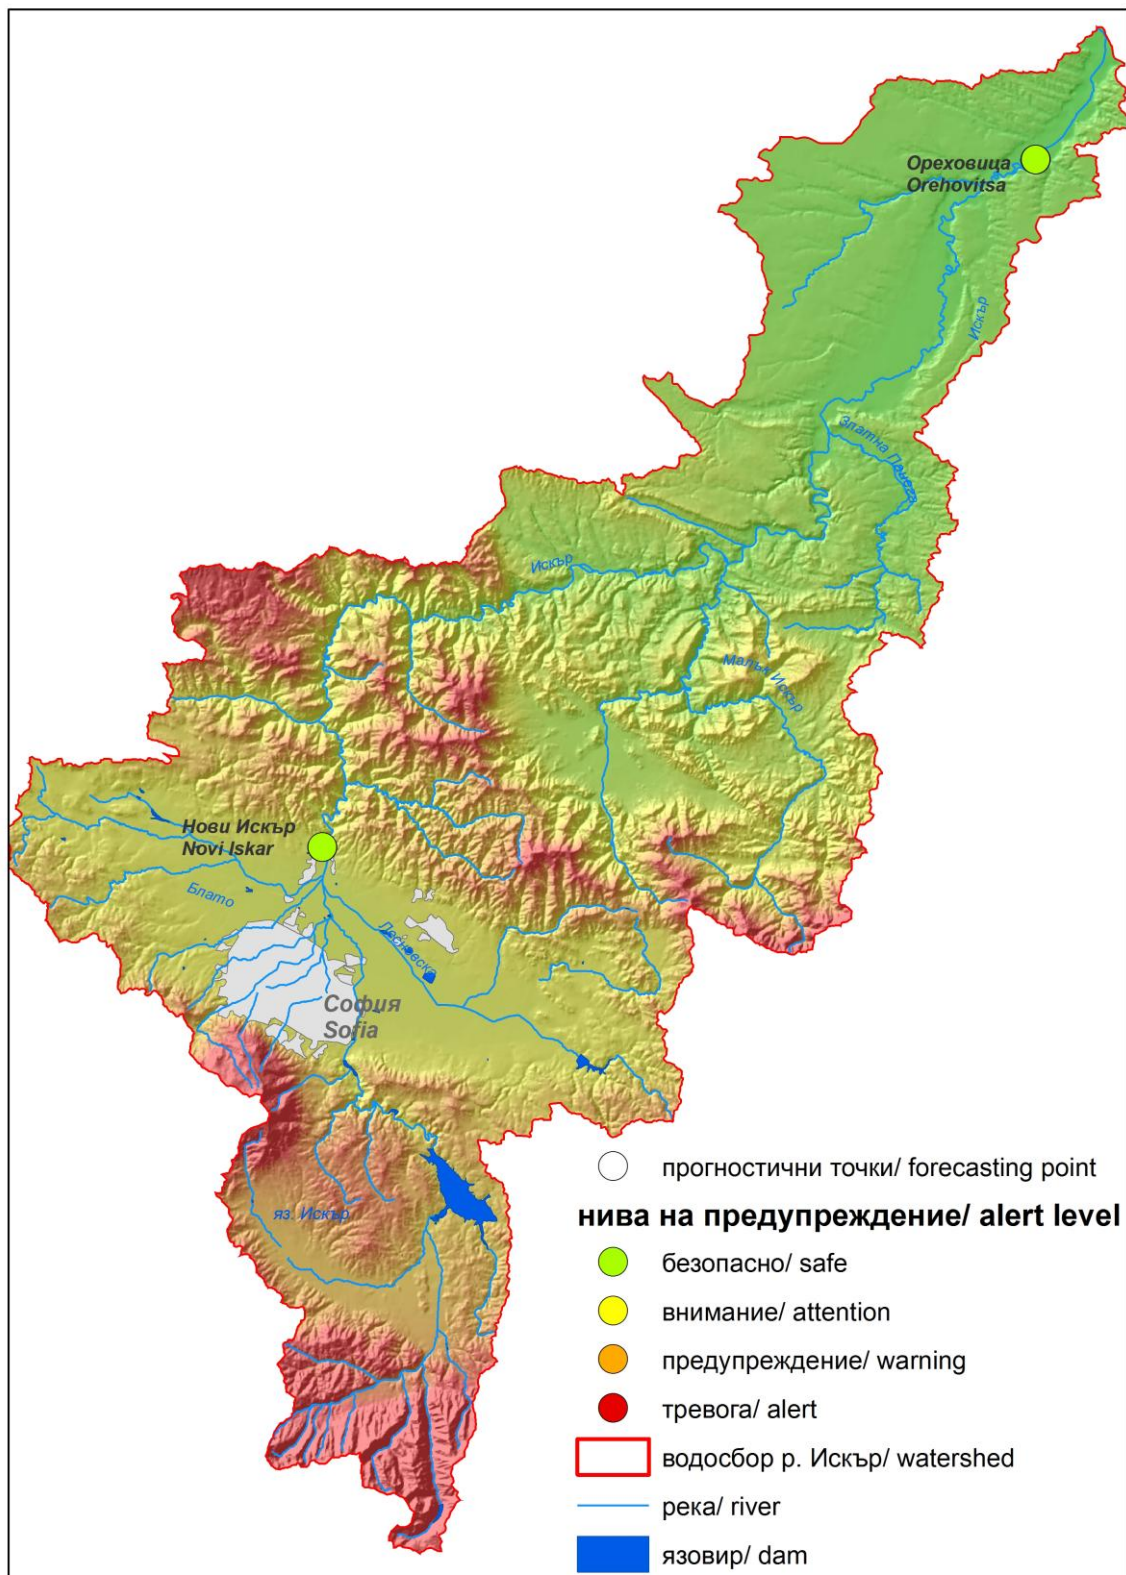 Ореховица
Orehovitsa
Искър
Златна Панега
Искър
Малък Искър
Нови Искър
Novi Iskar
Блато
Лесновска
София
Sofia
яз. Искър
прогностични точки/ forecasting point
нива на предупреждение/ alert level
безопасно/ safe
внимание/ attention
предупреждение/ warning
тревога/ alert
водосбор р. Искър/ watershed
река/ river
язовир/ dam